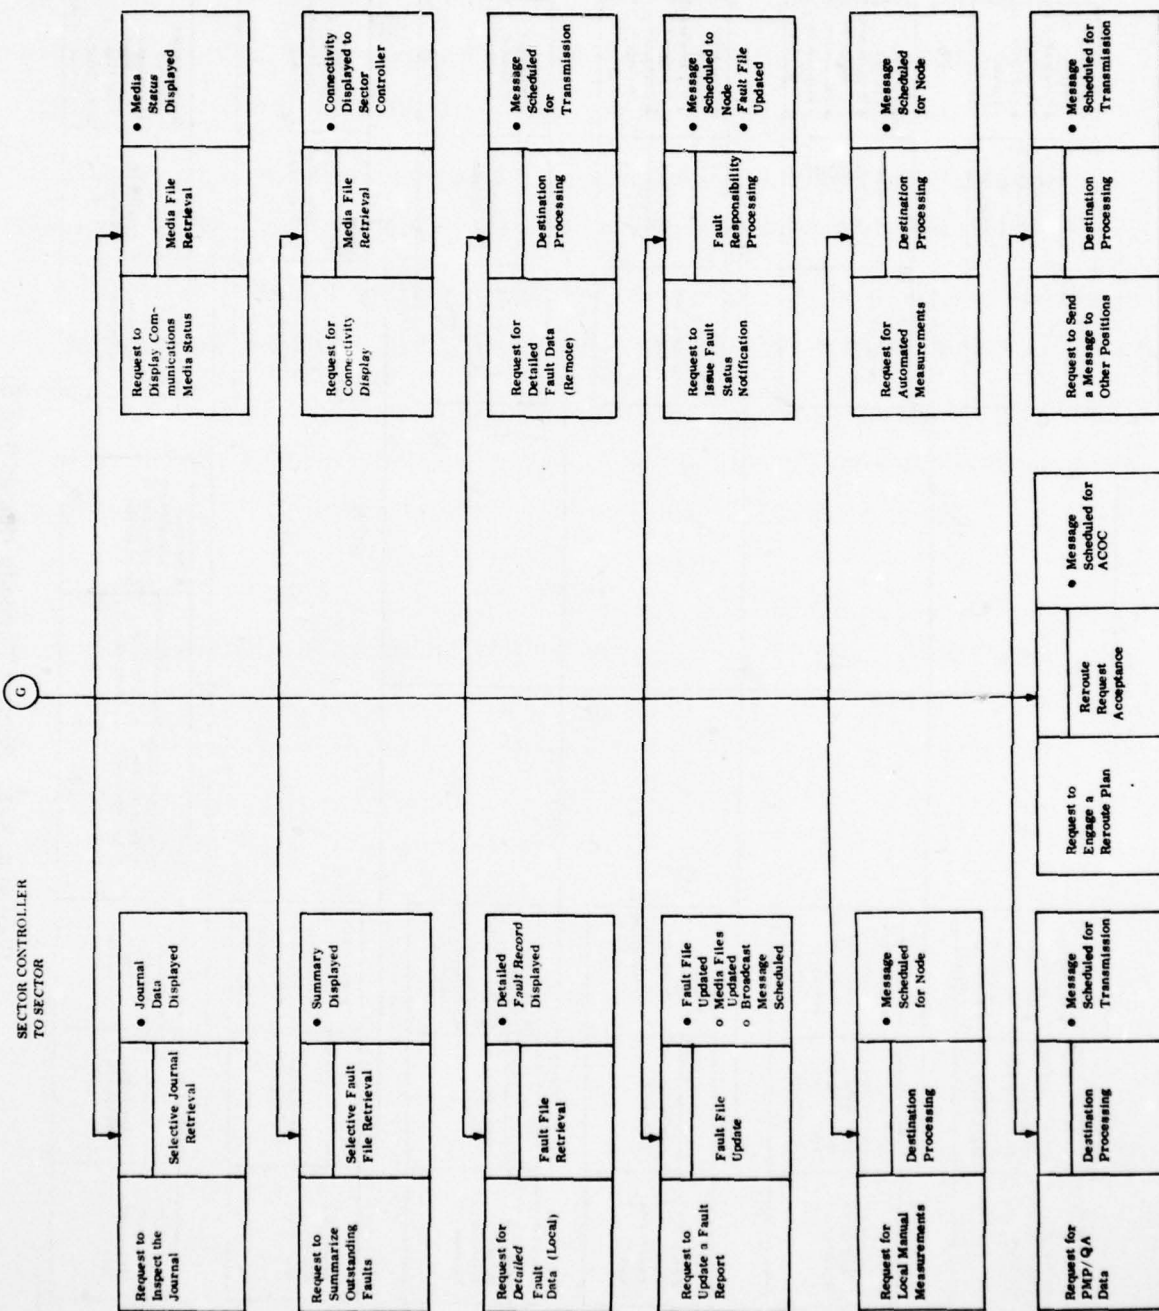 SECTOR CONTROLLER
TO SECTOR
G
Request to
Inspect the
Journal
Selective Journal
Retrieval
● Journal
Data
Displayed
Request to
Display Com-
munications
Media Status
Media File
Retrieval
● Media
Status
Displayed
Request to
Summarize
Outstanding
Faults
Selective Fault
File Retrieval
● Summary
Displayed
Request for
Connectivity
Display
Media File
Retrieval
● Connectivity
Displayed to
Sector
Controller
Request for
Detailed
Fault
Data (Local)
Fault File
Retrieval
● Detailed
Fault Record
Displayed
Request for
Detailed
Fault Data
(Remote)
Destination
Processing
● Message
Scheduled
for
Transmission
Request to
Update a Fault
Report
Fault File
Update
● Fault File
Updated
o Media Files
Updated
o Broadcast
Message
Scheduled
Request to
Issue Fault
Status
Notification
Fault
Responsibility
Processing
● Message
Scheduled to
Node
● Fault File
Updated
Request for
Local Manual
Measurements
Destination
Processing
● Message
Scheduled
for Node
Request for
Automated
Measurements
Destination
Processing
● Message
Scheduled
for Node
Request for
PMP/QA
Data
Destination
Processing
● Message
Scheduled for
Transmission
Request to
Engage a
Reroute Plan
Reroute
Request
Acceptance
● Message
Scheduled for
ACOC
Request to Send
a Message to
Other Positions
Destination
Processing
● Message
Scheduled for
Transmission